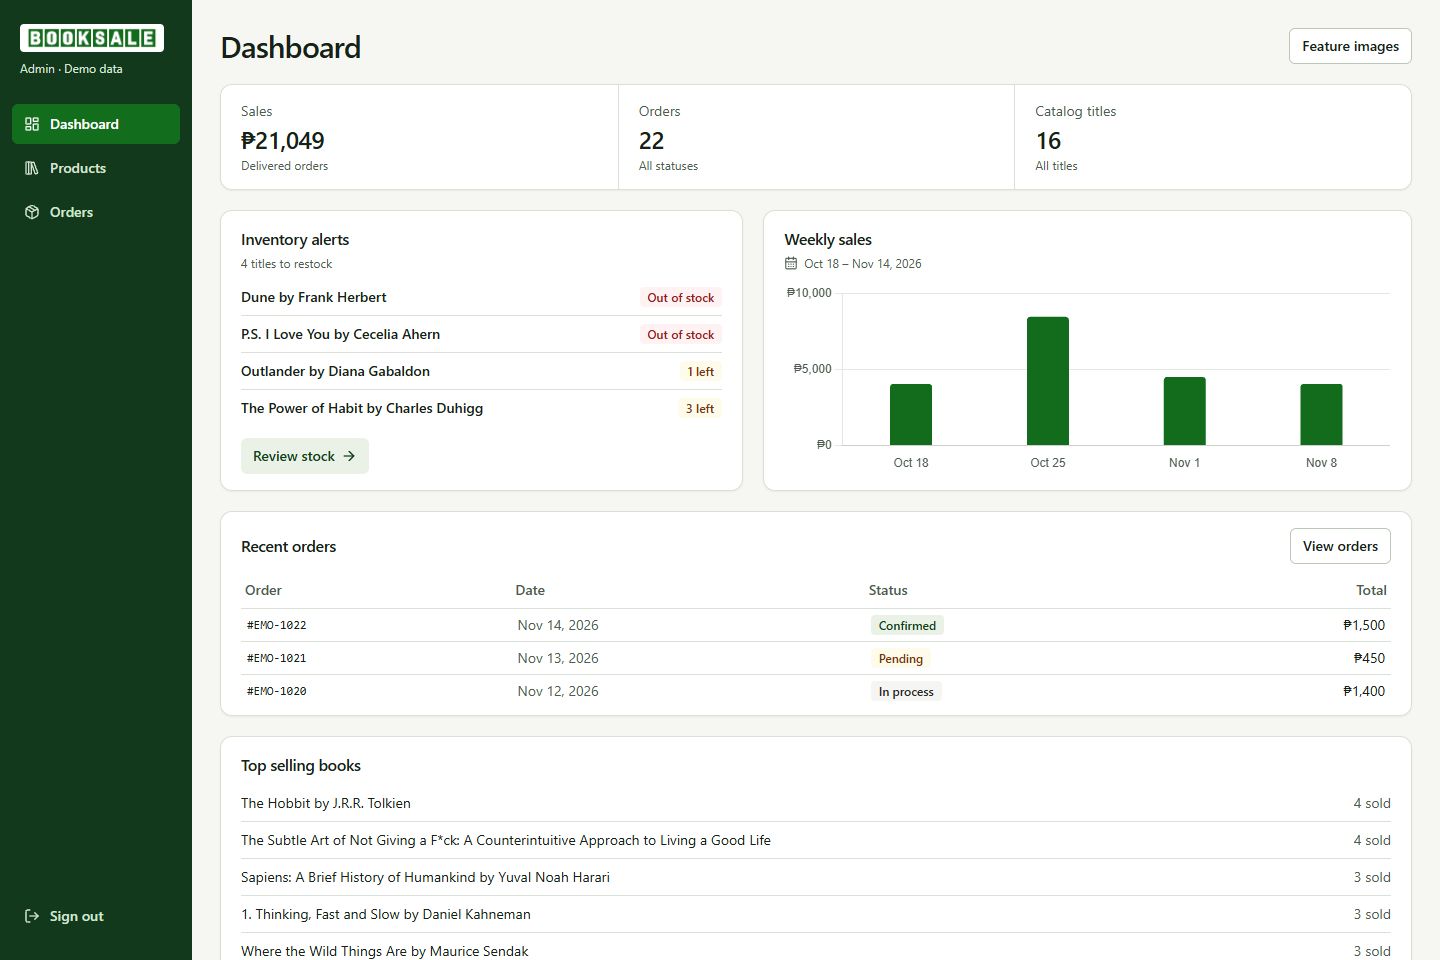 BOOKSALE
Admin · Demo data
Dashboard
Products
Orders
Sign out
Dashboard
Feature images
Sales
₱21,049
Delivered orders
Orders
22
All statuses
Catalog titles
16
All titles
Inventory alerts
4 titles to restock
Dune by Frank Herbert Out of stock
P.S. I Love You by Cecelia Ahern Out of stock
Outlander by Diana Gabaldon 1 left
The Power of Habit by Charles Duhigg 3 left
Review stock →
Weekly sales
Oct 18 – Nov 14, 2026
₱10,000
₱5,000
₱0
Oct 18 Oct 25 Nov 1 Nov 8
Recent orders
View orders
Order Date Status Total
#EMO-1022 Nov 14, 2026 Confirmed ₱1,500
#EMO-1021 Nov 13, 2026 Pending ₱450
#EMO-1020 Nov 12, 2026 In process ₱1,400
Top selling books
The Hobbit by J.R.R. Tolkien 4 sold
The Subtle Art of Not Giving a F*ck: A Counterintuitive Approach to Living a Good Life 4 sold
Sapiens: A Brief History of Humankind by Yuval Noah Harari 3 sold
1. Thinking, Fast and Slow by Daniel Kahneman 3 sold
Where the Wild Things Are by Maurice Sendak 3 sold